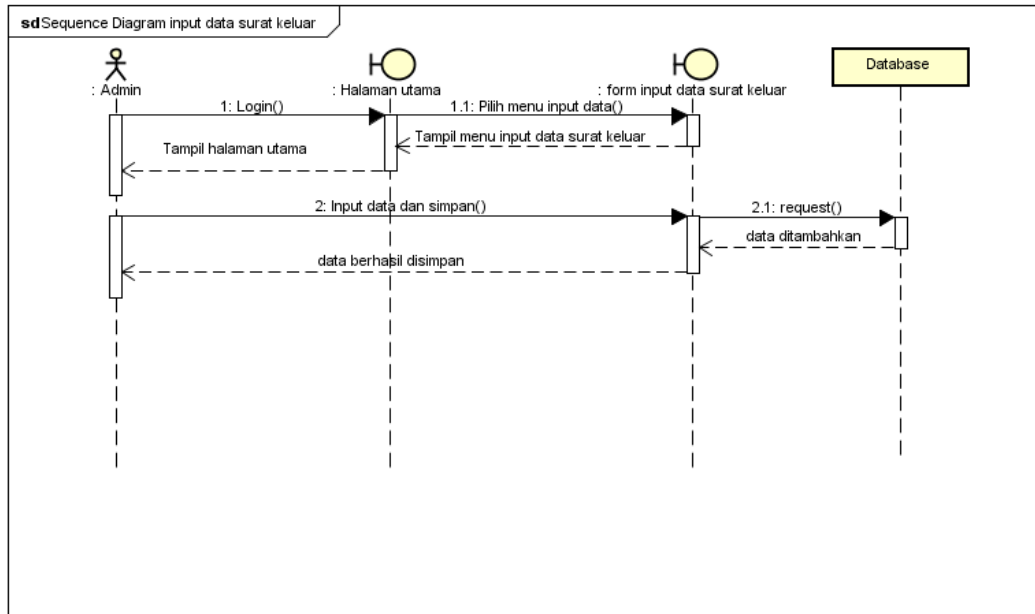 sd Sequence Diagram input data surat keluar
Database
: Admin
: Halaman utama
: form input data surat keluar
1: Login()
1.1: Pilih menu input data()
Tampil menu input data surat keluar
Tampil halaman utama
2: Input data dan simpan()
2.1: request()
data ditambahkan
data berhasil disimpan